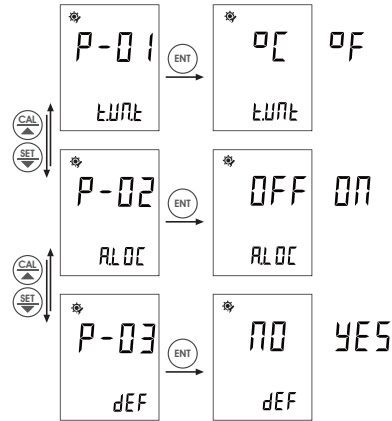 P-01 ENT °C °F
t.UNt t.UNt
CAL
SET
P-02 ENT OFF ON
A.LOC A.LOC
CAL
SET
P-03 ENT NO YES
dEF dEF